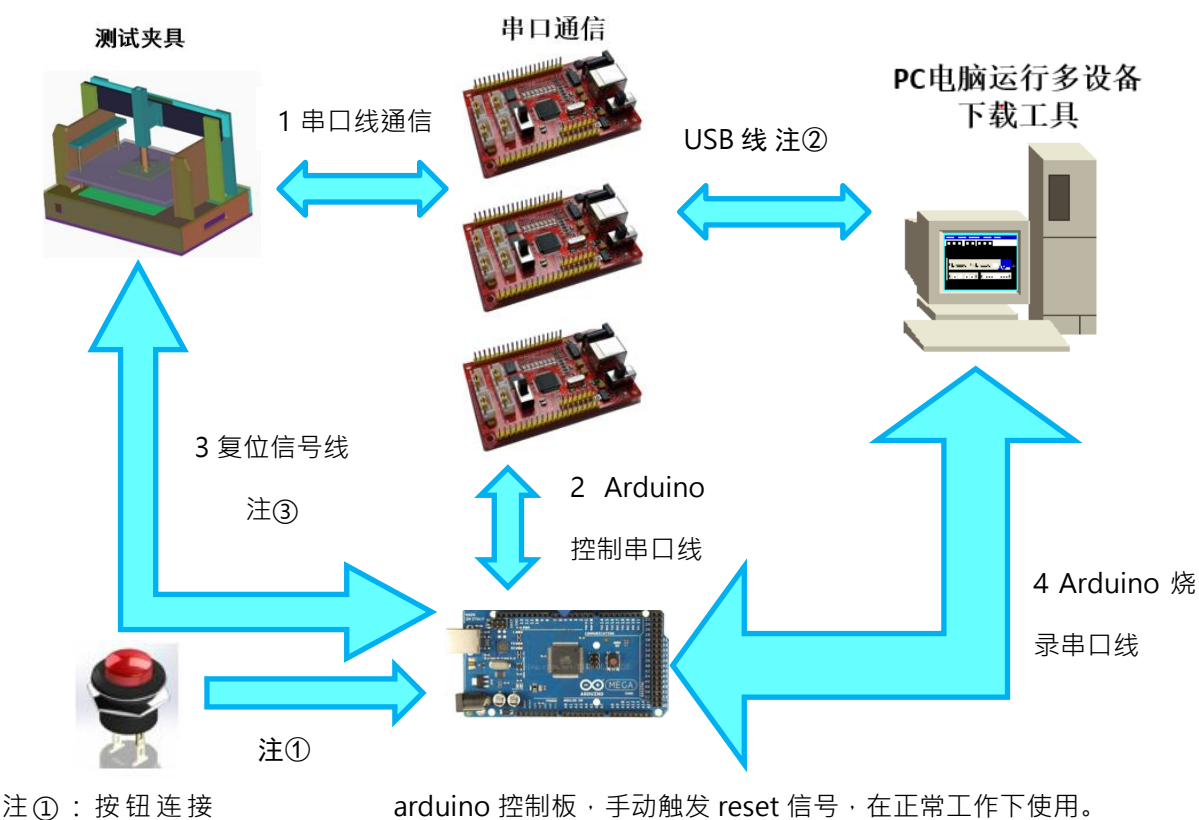 测试夹具
串口通信
PC电脑运行多设备
下载工具
1 串口线通信
USB 线 注②
3 复位信号线
注③
2 Arduino
控制串口线
4 Arduino 烧
录串口线
MEGA
ARDUINO
注①
注①：按钮连接 arduino 控制板，手动触发 reset 信号，在正常工作下使用。